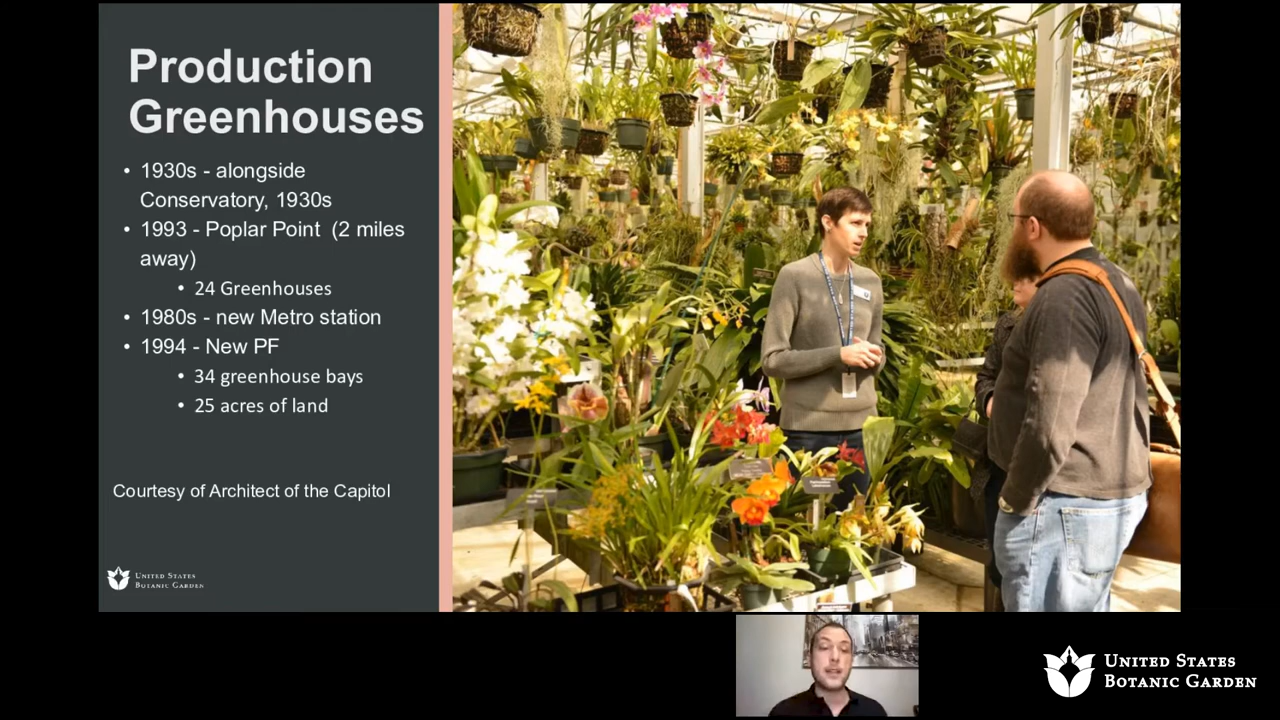 Production
Greenhouses
• 1930s - alongside
Conservatory, 1930s
• 1993 - Poplar Point (2 miles
away)
• 24 Greenhouses
• 1980s - new Metro station
• 1994 - New PF
• 34 greenhouse bays
• 25 acres of land
Courtesy of Architect of the Capitol
UNITED STATES
BOTANIC GARDEN
UNITED STATES
BOTANIC GARDEN